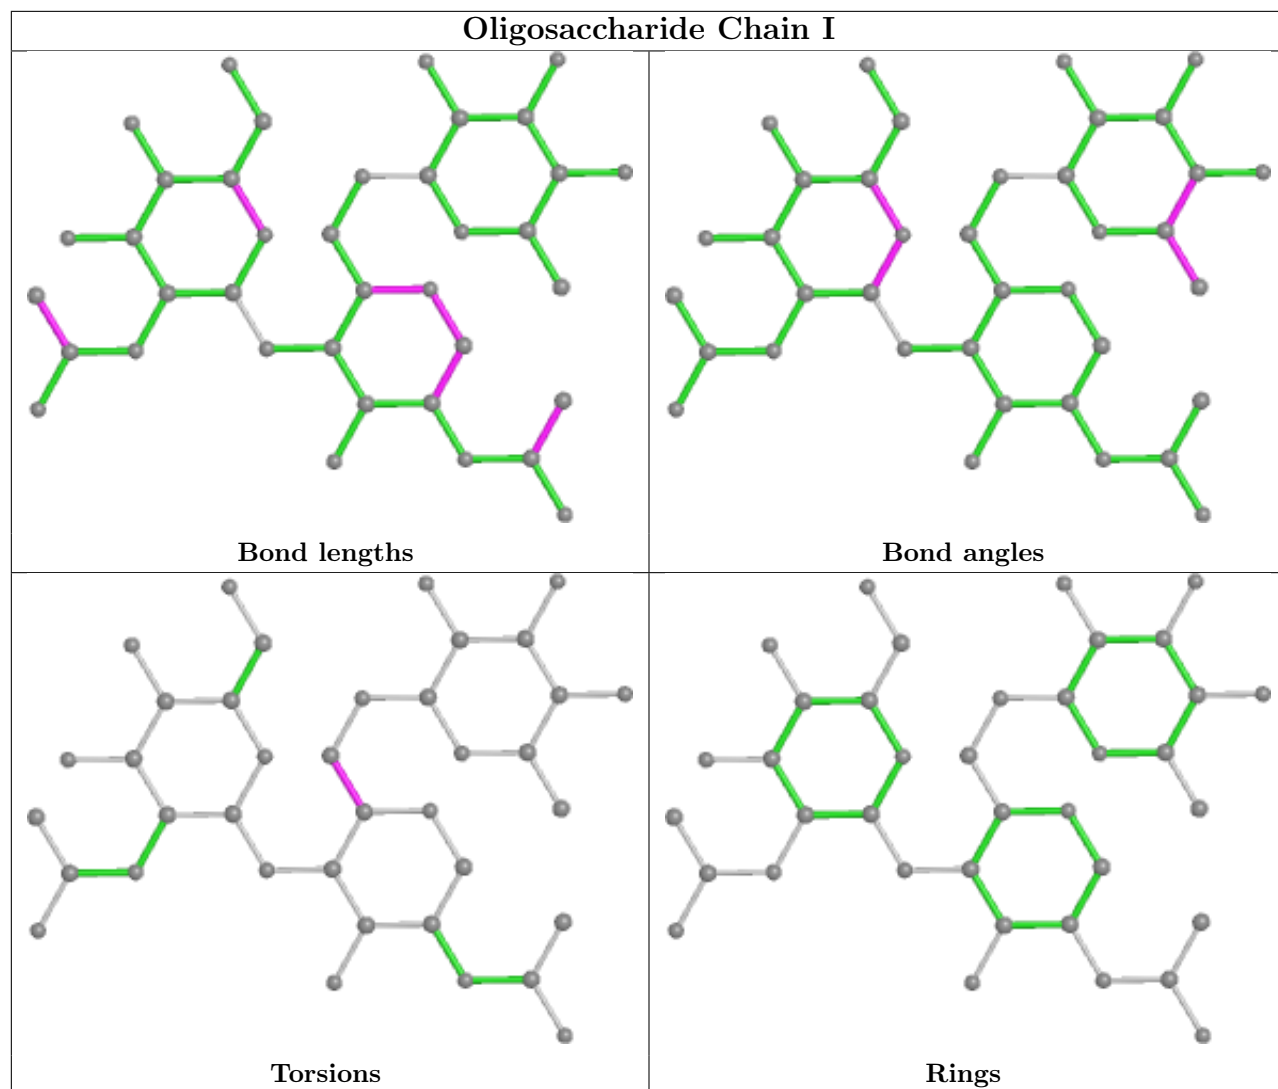 Oligosaccharide Chain I
Bond lengths
Bond angles
Torsions
Rings